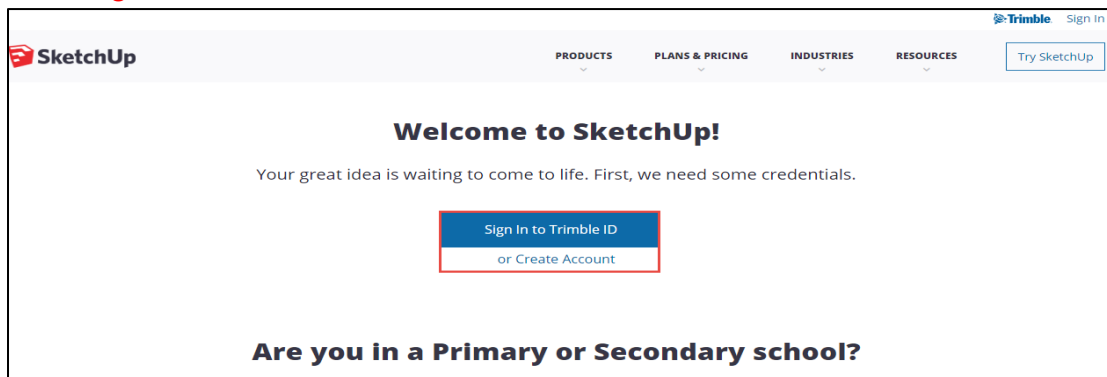 Trimble. Sign In
SketchUp
PRODUCTS PLANS & PRICING INDUSTRIES RESOURCES Try SketchUp
Welcome to SketchUp!
Your great idea is waiting to come to life. First, we need some credentials.
Sign In to Trimble ID
or Create Account
Are you in a Primary or Secondary school?